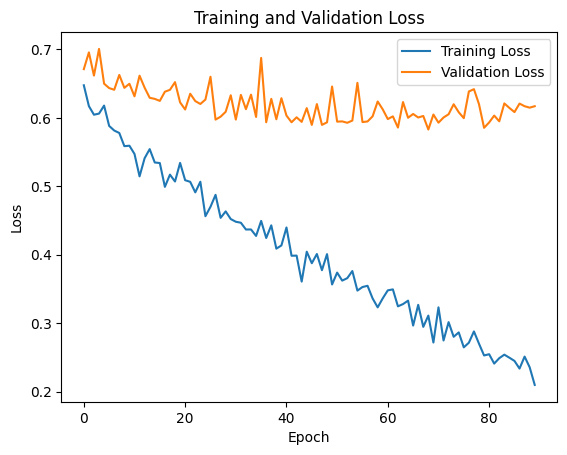 Training and Validation Loss
Training Loss
Validation Loss
0.7
0.6
0.5
0.4
0.3
0.2
Loss
0
20
40
60
80
Epoch